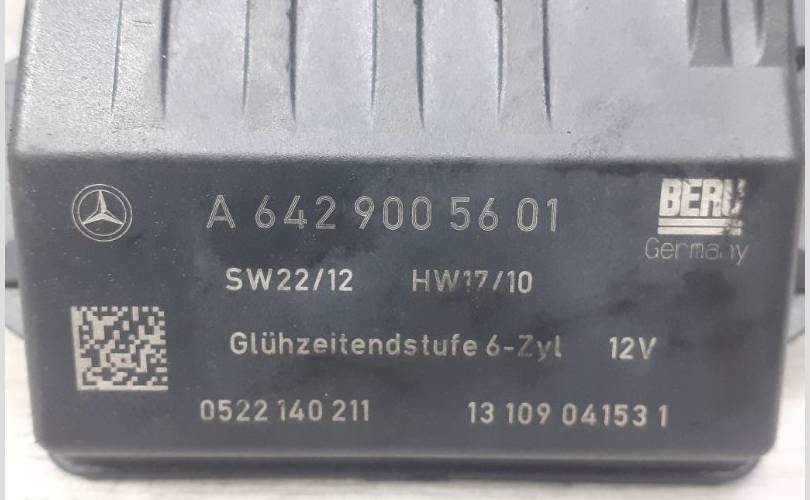 A 642 900 56 01
BERU
Germany
SW22/12 HW17/10
Glühzeitendstufe 6-Zyl 12V
0522 140 211 13 109 04153 1